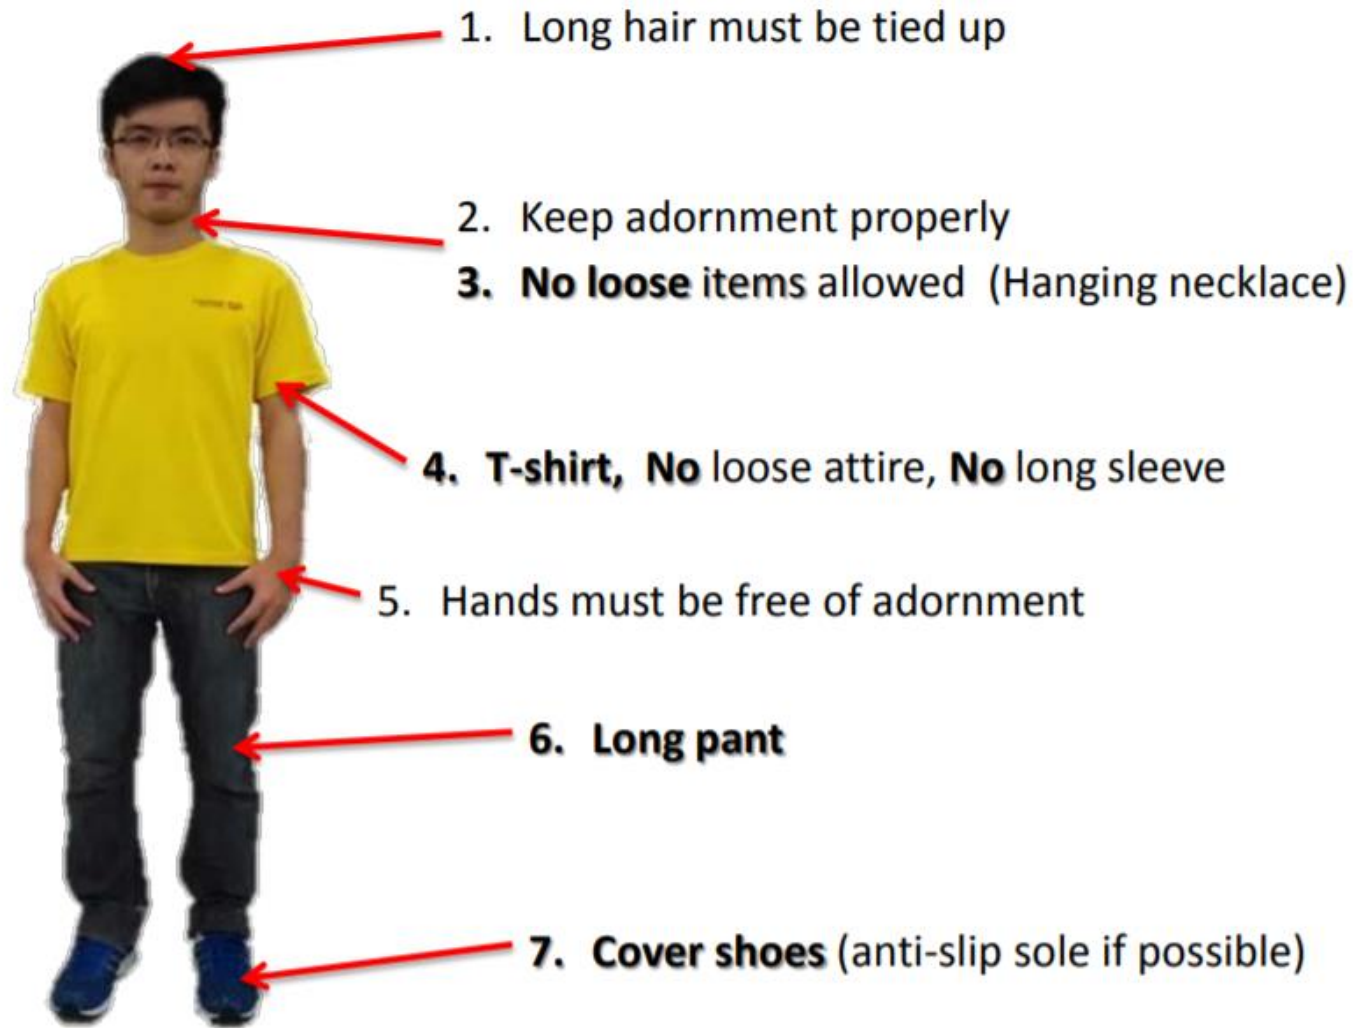 1. Long hair must be tied up
2. Keep adornment properly
3. No loose items allowed (Hanging necklace)
4. T-shirt, No loose attire, No long sleeve
5. Hands must be free of adornment
6. Long pant
7. Cover shoes (anti-slip sole if possible)